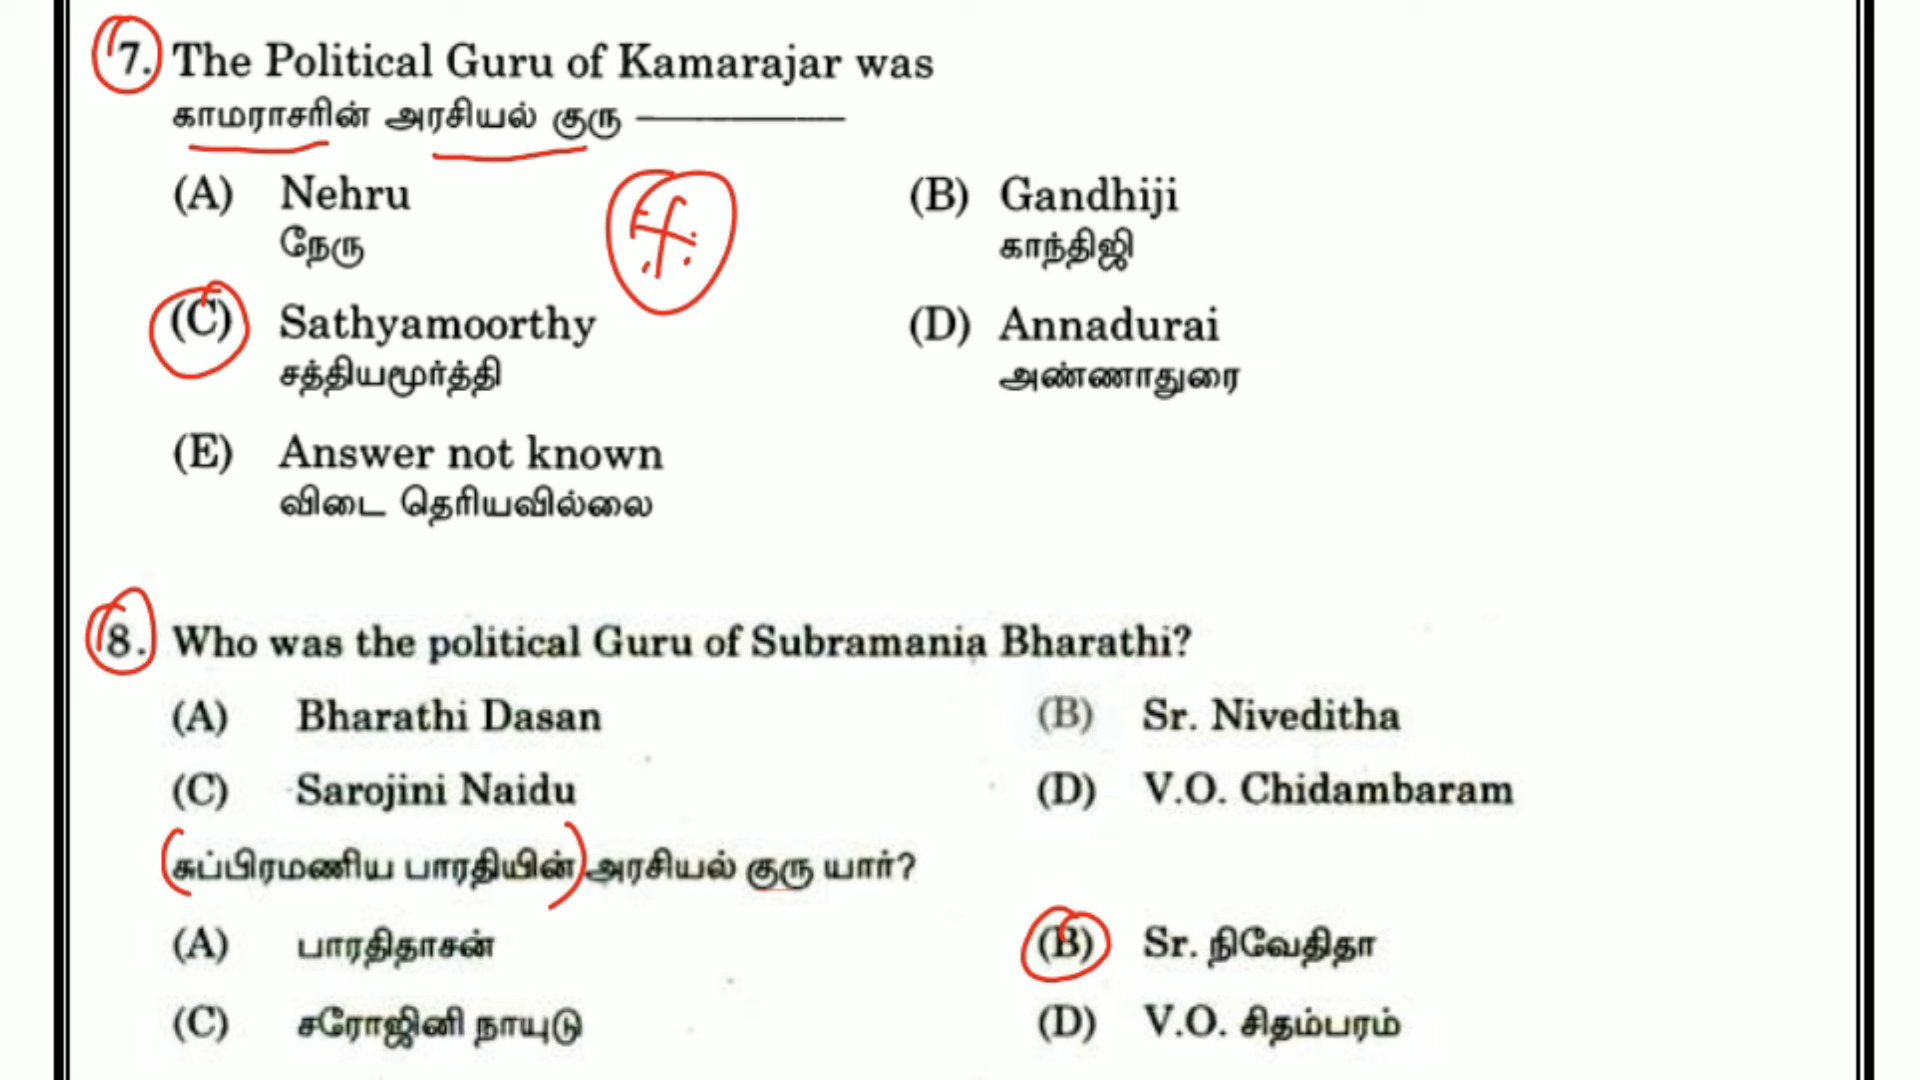 7. The Political Guru of Kamarajar was
காமராசரின் அரசியல் குரு
(A) Nehru (B) Gandhiji
நேரு காந்திஜி
(C) Sathyamoorthy (D) Annadurai
சத்தியமூர்த்தி அண்ணாதுரை
(E) Answer not known
விடை தெரியவில்லை
8. Who was the political Guru of Subramania Bharathi?
(A) Bharathi Dasan (B) Sr. Niveditha
(C) Sarojini Naidu (D) V.O. Chidambaram
சுப்பிரமணிய பாரதியின் அரசியல் குரு யார்?
(A) பாரதிதாசன் (B) Sr. நிவேதிதா
(C) சரோஜினி நாயுடு (D) V.O. சிதம்பரம்